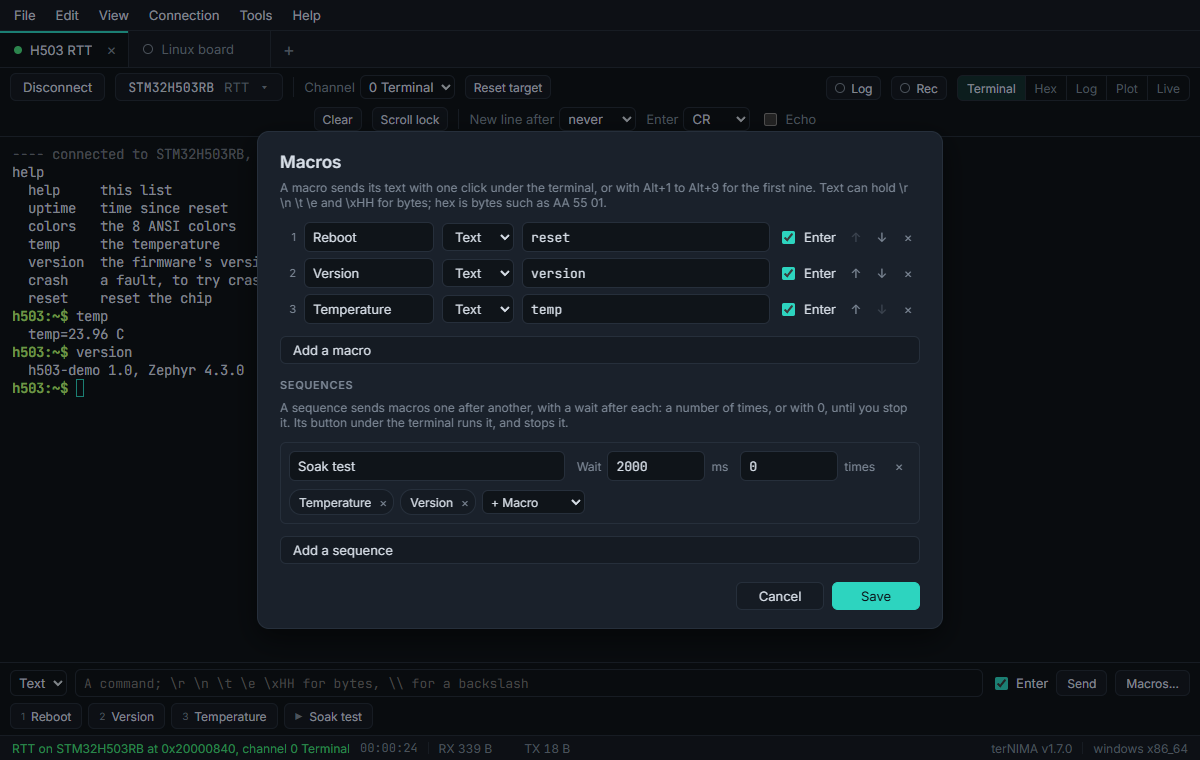 File Edit View Connection Tools Help
H503 RTT × Linux board +
Disconnect STM32H503RB RTT Channel 0 Terminal Reset target Log Rec Terminal Hex Log Plot Live
Clear Scroll lock New line after never Enter CR Echo
---- connected to STM32H503RB,
help
help this list
uptime time since reset
colors the 8 ANSI colors
temp the temperature
version the firmware's versi
crash a fault, to try cras
reset reset the chip
h503:~$ temp
temp=23.96 C
h503:~$ version
h503-demo 1.0, Zephyr 4.3.0
h503:~$
Macros
A macro sends its text with one click under the terminal, or with Alt+1 to Alt+9 for the first nine. Text can hold \r
\n \t \e and \xHH for bytes; hex is bytes such as AA 55 01.
1 Reboot Text reset Enter ↑ ↓ ×
2 Version Text version Enter ↑ ↓ ×
3 Temperature Text temp Enter ↑ ↓ ×
Add a macro
SEQUENCES
A sequence sends macros one after another, with a wait after each: a number of times, or with 0, until you stop
it. Its button under the terminal runs it, and stops it.
Soak test Wait 2000 ms 0 times ×
Temperature × Version × + Macro
Add a sequence
Cancel Save
Text A command; \r \n \t \e \xHH for bytes, \\ for a backslash Enter Send Macros...
1 Reboot 2 Version 3 Temperature ▶ Soak test
RTT on STM32H503RB at 0x20000840, channel 0 Terminal 00:00:24 RX 339 B TX 18 B terNIMA v1.7.0 windows x86_64